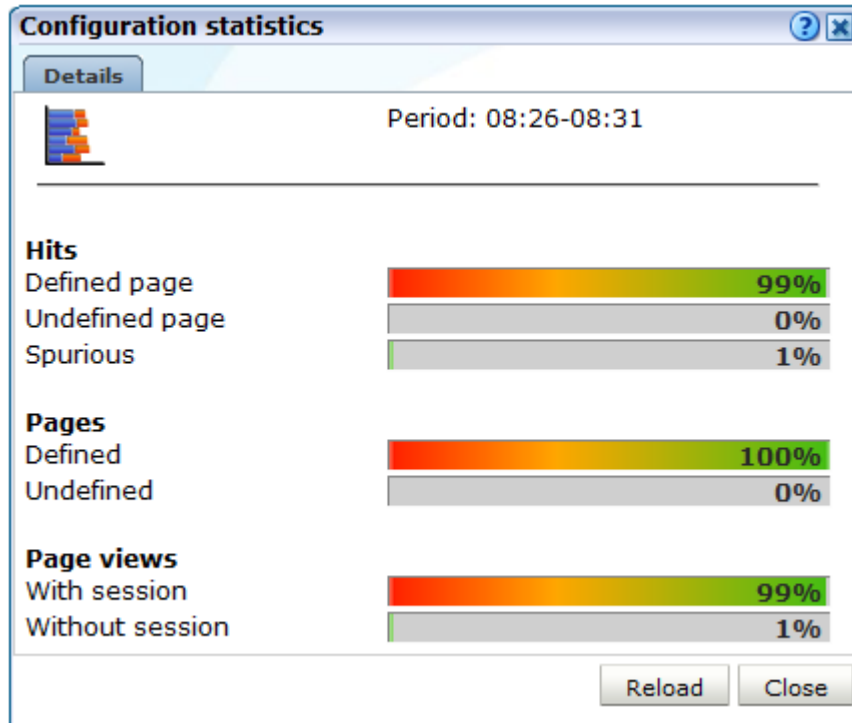 Configuration statistics
Details
Period: 08:26-08:31
Hits
Defined page 99%
Undefined page 0%
Spurious 1%
Pages
Defined 100%
Undefined 0%
Page views
With session 99%
Without session 1%
Reload Close